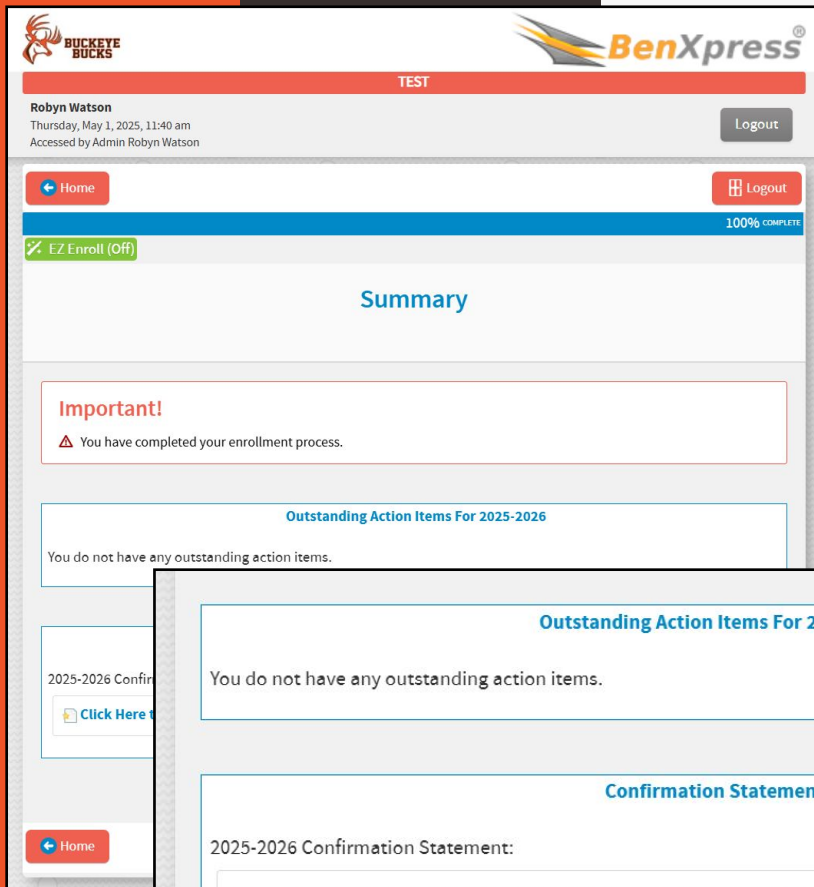 BUCKEYE
BUCKS
BenXpress®
TEST
Robyn Watson
Thursday, May 1, 2025, 11:40 am
Accessed by Admin Robyn Watson
Logout
Home
Logout
100% COMPLETE
EZ Enroll (Off)
Summary
Important!
You have completed your enrollment process.
Outstanding Action Items For 2025-2026
You do not have any outstanding action items.
2025-2026
Click Here
Home
Outstanding Action Items For
You do not have any outstanding action items.
Confirmation
2025-2026 Confirmation Statement: